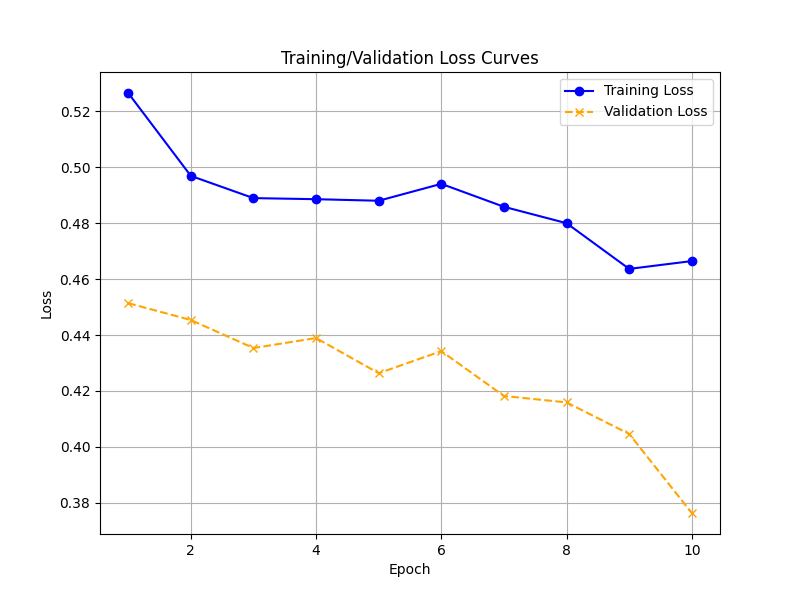 Training/Validation Loss Curves
Training Loss
Validation Loss
0.52
0.50
0.48
0.46
0.44
0.42
0.40
0.38
Loss
2 4 6 8 10
Epoch